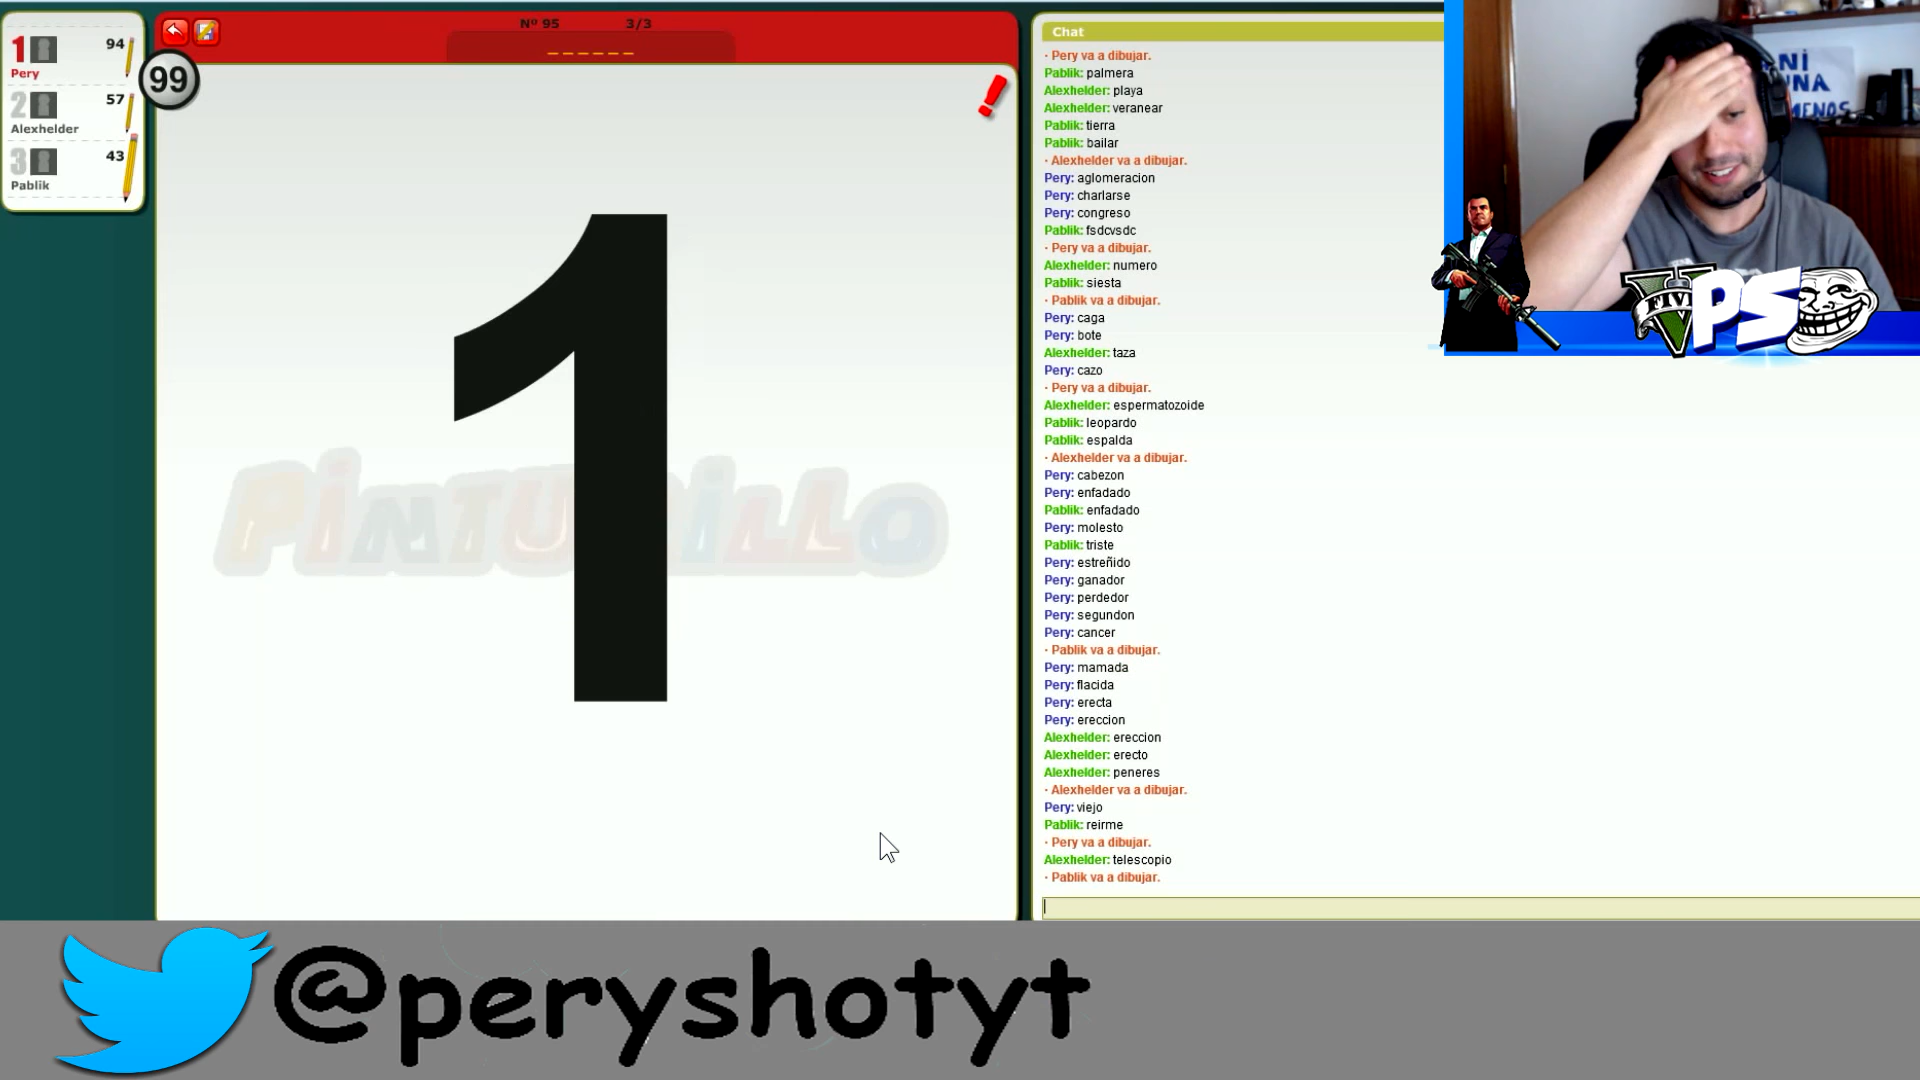 Nº 95 3/3
_ _ _ _ _ _
1 94
Pery
2 57
Alexhelder
3 43
Pablik
99
1
PINTURILLO
Chat
· Pery va a dibujar.
Pablik: palmera
Alexhelder: playa
Alexhelder: veranear
Pablik: tierra
Pablik: bailar
· Alexhelder va a dibujar.
Pery: aglomeracion
Pery: charlarse
Pery: congreso
Pablik: fsdcvsdc
· Pery va a dibujar.
Alexhelder: numero
Pablik: siesta
· Pablik va a dibujar.
Pery: caga
Pery: bote
Alexhelder: taza
Pery: cazo
· Pery va a dibujar.
Alexhelder: espermatozoide
Pablik: leopardo
Pablik: espalda
· Alexhelder va a dibujar.
Pery: cabezon
Pery: enfadado
Pablik: enfadado
Pery: molesto
Pablik: triste
Pery: estreñido
Pery: ganador
Pery: perdedor
Pery: segundon
Pery: cancer
· Pablik va a dibujar.
Pery: mamada
Pery: flacida
Pery: erecta
Pery: ereccion
Alexhelder: ereccion
Alexhelder: erecto
Alexhelder: peneres
· Alexhelder va a dibujar.
Pery: viejo
Pablik: reirme
· Pery va a dibujar.
Alexhelder: telescopio
· Pablik va a dibujar.
V FIVE PS
@peryshotyt